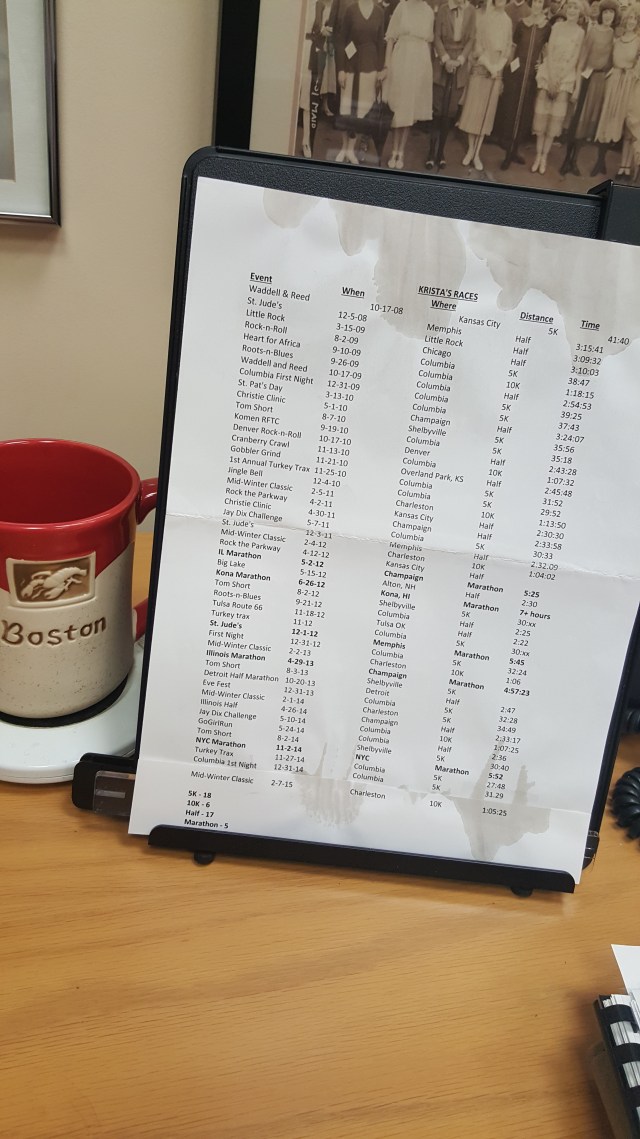 KRISTA'S RACES
Event When Where Distance Time
Waddell & Reed 10-17-08 Kansas City 5K 41:40
St. Jude's 12-5-08 Memphis Half 3:15:41
Little Rock 3-15-09 Little Rock Half 3:09:32
Rock-n-Roll 8-2-09 Chicago Half 3:10:03
Heart for Africa 9-10-09 Columbia 5K 38:47
Roots-n-Blues 9-26-09 Columbia 10K 1:18:15
Waddell and Reed 10-17-09 Columbia Half 2:54:53
Columbia First Night 12-31-09 Columbia 5K 39:25
St. Pat's Day 3-13-10 Columbia 5K 37:43
Christie Clinic 5-1-10 Champaign Half 3:24:07
Tom Short 8-7-10 Shelbyville 5K 35:56
Komen RFTC 9-19-10 Columbia 5K 35:18
Denver Rock-n-Roll 10-17-10 Denver Half 2:43:28
Cranberry Crawl 11-13-10 Columbia 10K 1:07:32
Gobbler Grind 11-21-10 Overland Park, KS Half 2:45:48
1st Annual Turkey Trax 11-25-10 Columbia 5K 31:52
Jingle Bell 12-4-10 Columbia 5K 29:52
Mid-Winter Classic 2-5-11 Charleston 10K 1:13:50
Rock the Parkway 4-2-11 Kansas City Half 2:30:30
Christie Clinic 4-30-11 Champaign Half 2:33:58
Jay Dix Challenge 5-7-11 Columbia 5K 30:33
St. Jude's 12-3-11 Memphis Half 2:32.09
Mid-Winter Classic 2-4-12 Charleston 10K 1:04:02
Rock the Parkway 4-12-12 Kansas City Half
IL Marathon 5-2-12 Champaign Marathon 5:25
Big Lake 5-15-12 Alton, NH Half 2:30
Kona Marathon 6-26-12 Kona, HI Marathon 7+ hours
Tom Short 8-2-12 Shelbyville 5K 30:xx
Roots-n-Blues 9-21-12 Columbia Half 2:25
Tulsa Route 66 11-18-12 Tulsa OK Half 2:22
Turkey trax 11-12 Columbia 5K 30:xx
St. Jude's 12-1-12 Memphis Marathon 5:45
First Night 12-31-12 Columbia 5K 32:24
Mid-Winter Classic 2-2-13 Charleston 10K 1:06
Illinois Marathon 4-29-13 Champaign Marathon 4:57:23
Tom Short 8-3-13 Shelbyville 5K
Detroit Half Marathon 10-20-13 Detroit Half 2:47
Eve Fest 12-31-13 Columbia 5K 32:28
Mid-Winter Classic 2-1-14 Charleston 34:49
Illinois Half 4-26-14 Champaign Half 2:33:17
Jay Dix Challenge 5-10-14 Columbia 10K 1:07:25
GoGirlRun 5-24-14 Columbia Half 2:36
Tom Short 8-2-14 Shelbyville 5K 30:40
NYC Marathon 11-2-14 NYC Marathon 5:52
Turkey Trax 11-27-14 Columbia 5K 27:48
Columbia 1st Night 12-31-14 Columbia 5K 31.29
Mid-Winter Classic 2-7-15 Charleston 10K 1:05:25
5K - 18
10K - 6
Half - 17
Marathon - 5
Boston